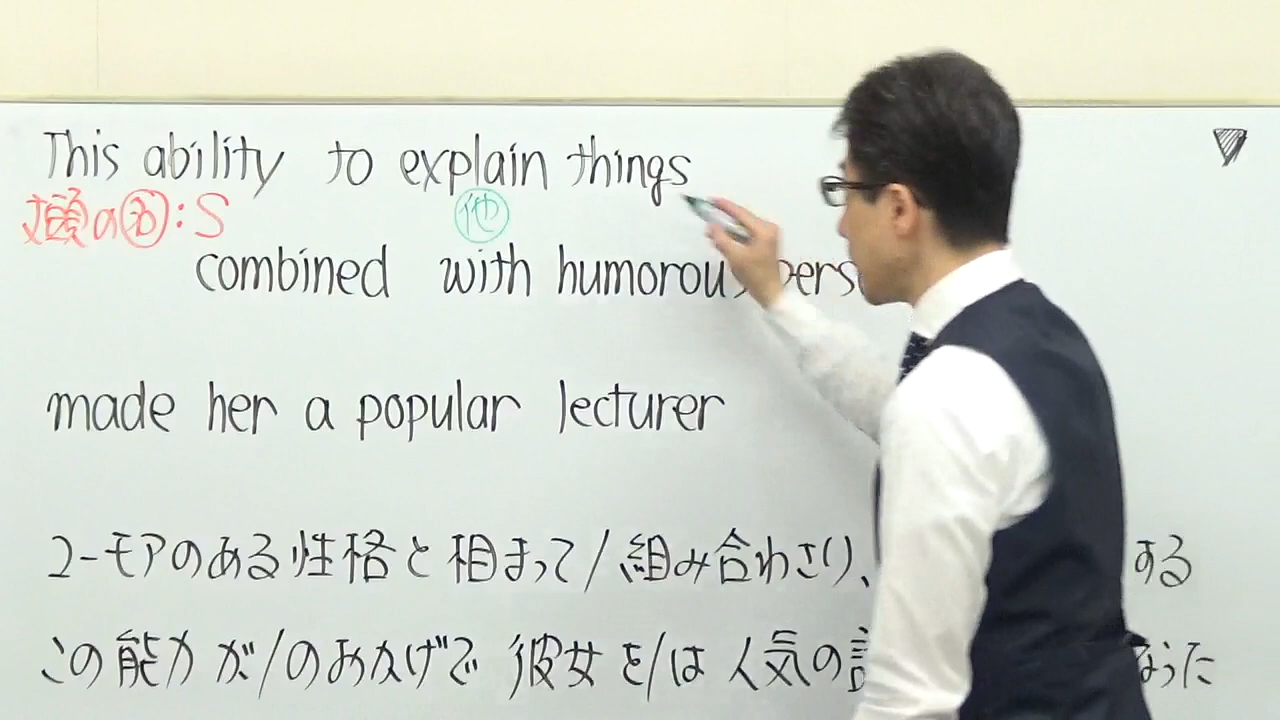 This ability to explain things
文頭の名:S
他
combined with humorous pers
made her a popular lecturer
ユーモアのある性格と相まって/組み合わさり、する
この能力が/のおかげで彼女を/は人気の なった